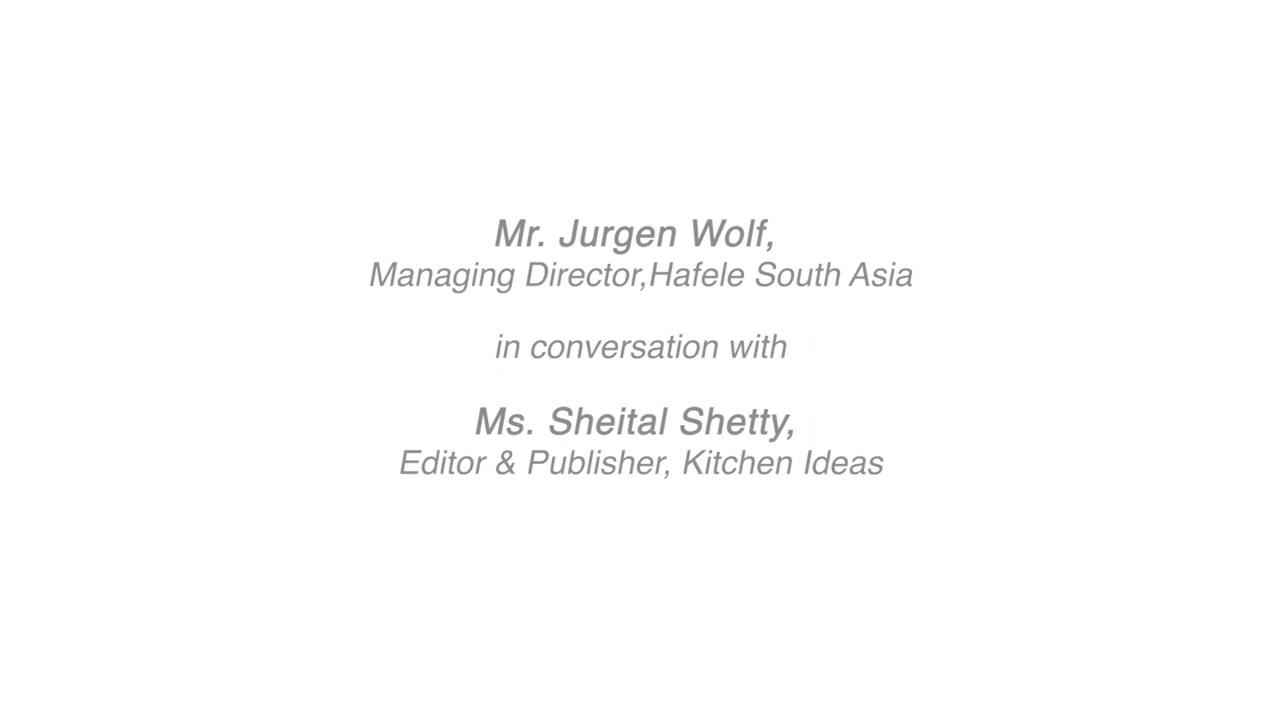 Mr. Jurgen Wolf,
Managing Director,Hafele South Asia
in conversation with
Ms. Sheital Shetty,
Editor & Publisher, Kitchen Ideas